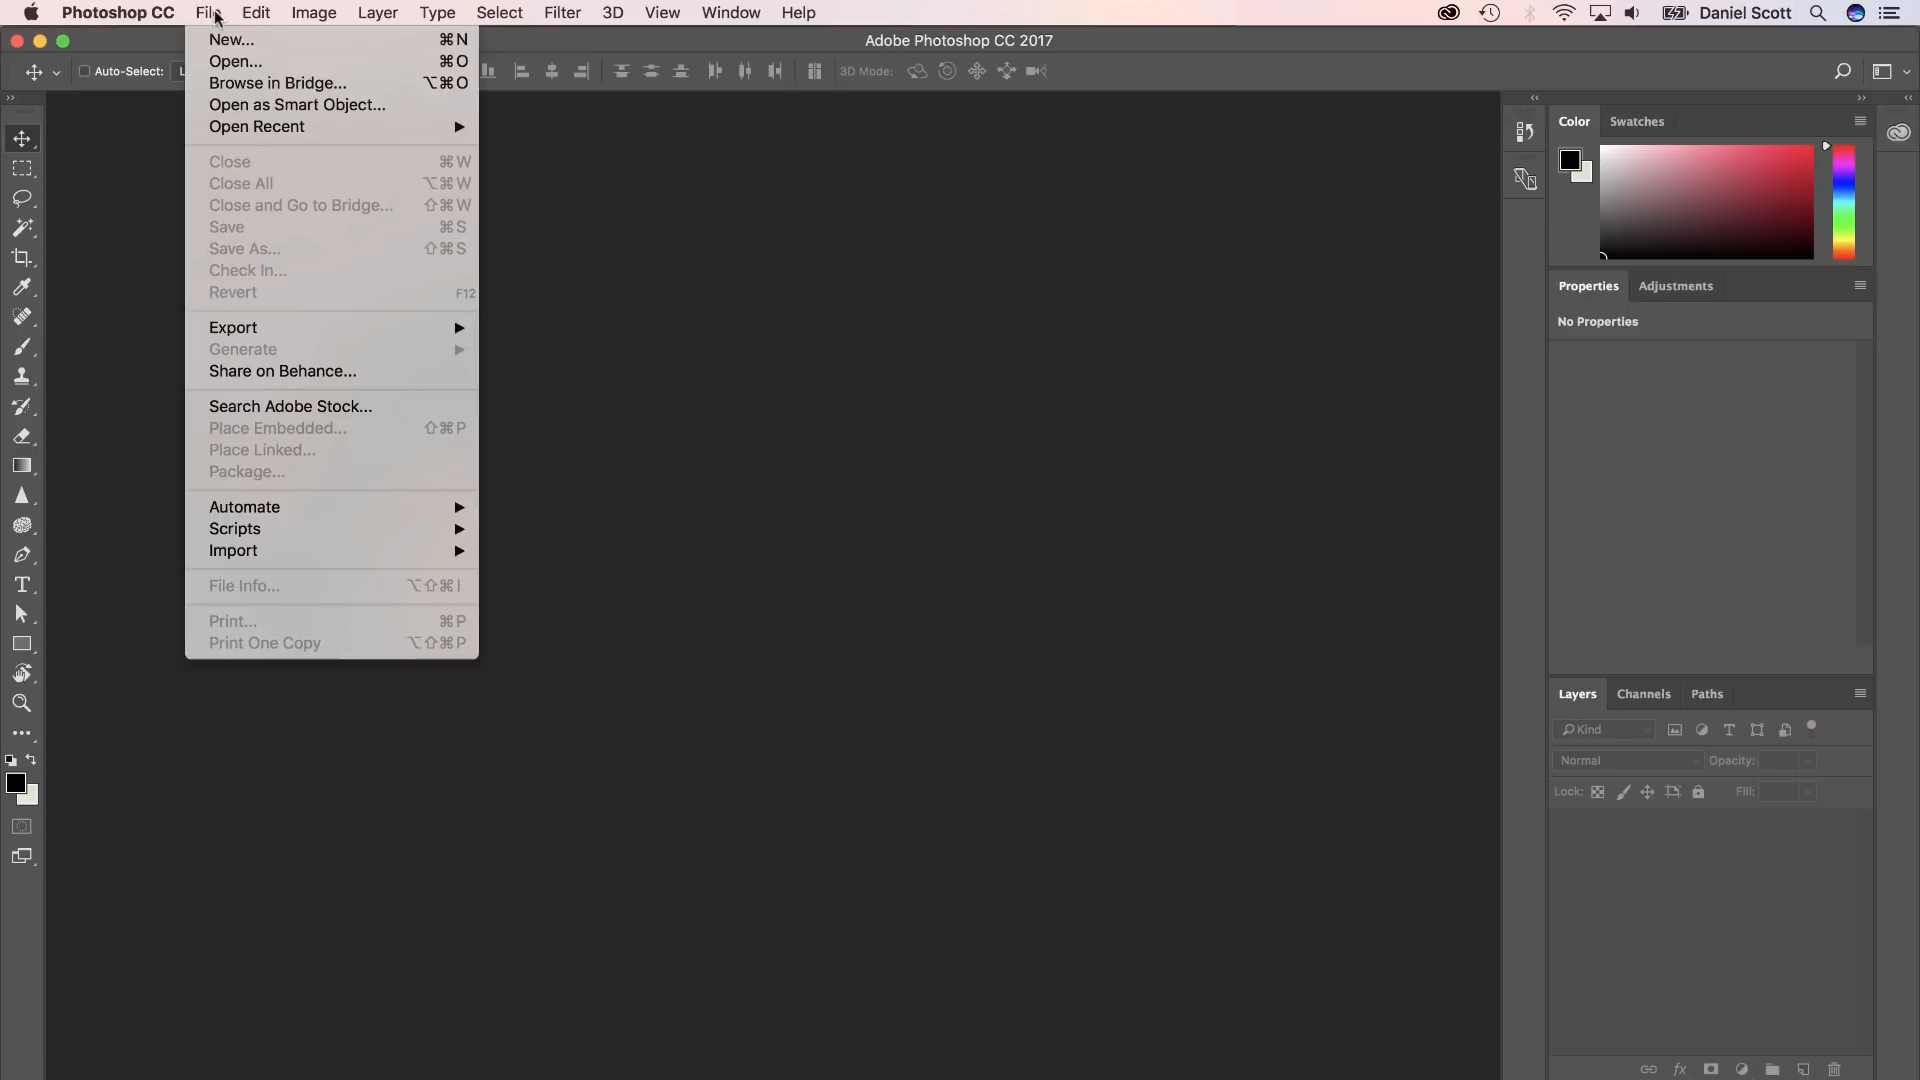 Photoshop CC File Edit Image Layer Type Select Filter 3D View Window Help Daniel Scott
Adobe Photoshop CC 2017
Auto-Select: 3D Mode:
New... ⌘N
Open... ⌘O
Browse in Bridge... ⌥⌘O
Open as Smart Object...
Open Recent
Close ⌘W
Close All ⌥⌘W
Close and Go to Bridge... ⇧⌘W
Save ⌘S
Save As... ⇧⌘S
Check In...
Revert F12
Export
Generate
Share on Behance...
Search Adobe Stock...
Place Embedded... ⇧⌘P
Place Linked...
Package...
Automate
Scripts
Import
File Info... ⌥⇧⌘I
Print... ⌘P
Print One Copy ⌥⇧⌘P
Color Swatches
Properties Adjustments
No Properties
Layers Channels Paths
Kind
Normal Opacity:
Lock: Fill:
fx